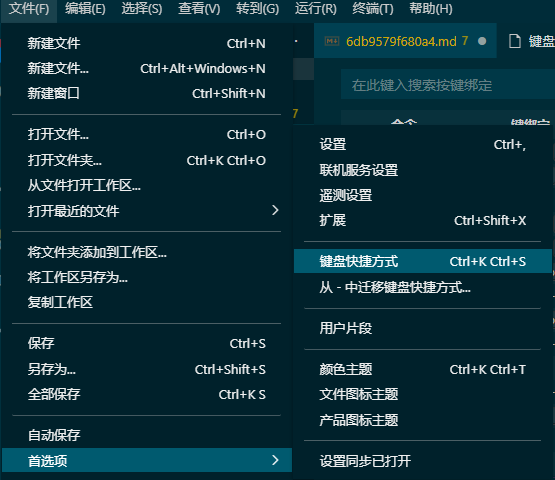 文件(F) 编辑(E) 选择(S) 查看(V) 转到(G) 运行(R) 终端(T) 帮助(H)
新建文件 Ctrl+N
新建文件... Ctrl+Alt+Windows+N
新建窗口 Ctrl+Shift+N
打开文件... Ctrl+O
打开文件夹... Ctrl+K Ctrl+O
从文件打开工作区...
打开最近的文件
将文件夹添加到工作区...
将工作区另存为...
复制工作区
保存 Ctrl+S
另存为... Ctrl+Shift+S
全部保存 Ctrl+K S
自动保存
首选项
6db9579f680a4.md 7
键盘
在此键入搜索按键绑定
7
命令 键绑定
设置 Ctrl+,
联机服务设置
遥测设置
扩展 Ctrl+Shift+X
键盘快捷方式 Ctrl+K Ctrl+S
从 - 中迁移键盘快捷方式...
用户片段
颜色主题 Ctrl+K Ctrl+T
文件图标主题
产品图标主题
设置同步已打开